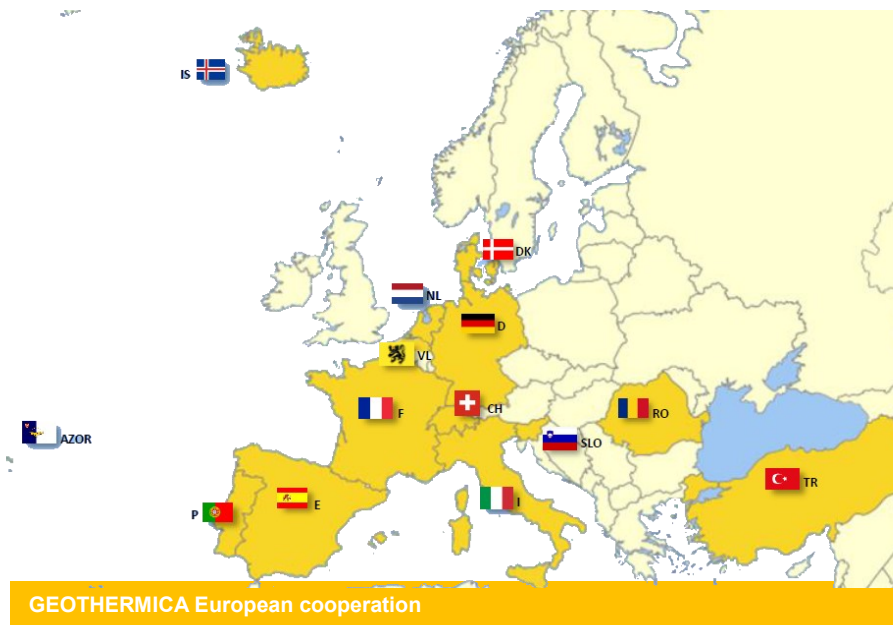 IS
DK
NL
D
VL
CH
F
RO
AZOR
SLO
TR
E
I
P
GEOTHERMICA European cooperation